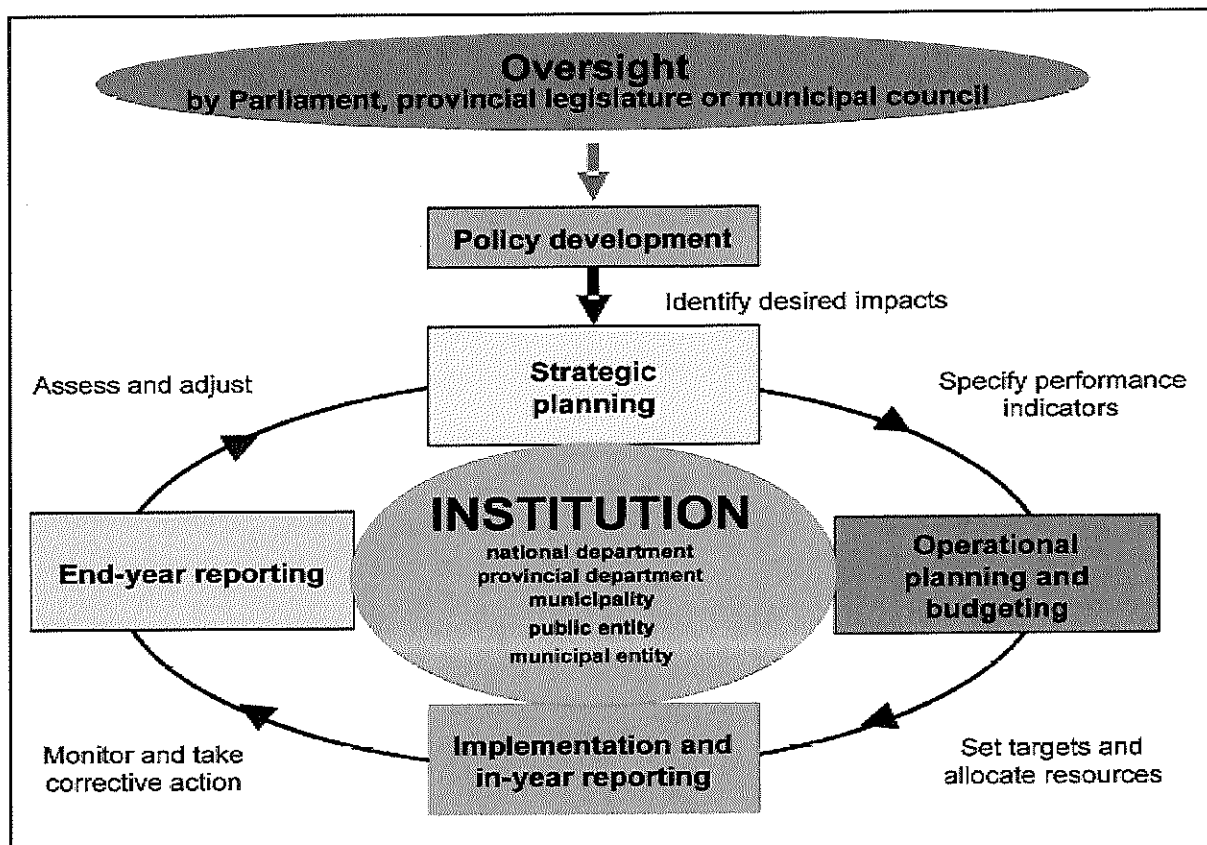 Oversight
by Parliament, provincial legislature or municipal council
Policy development
Identify desired impacts
Strategic
planning
Assess and adjust
Specify performance
indicators
INSTITUTION
national department
provincial department
municipality
public entity
municipal entity
End-year reporting
Operational
planning and
budgeting
Implementation and
in-year reporting
Monitor and take
corrective action
Set targets and
allocate resources